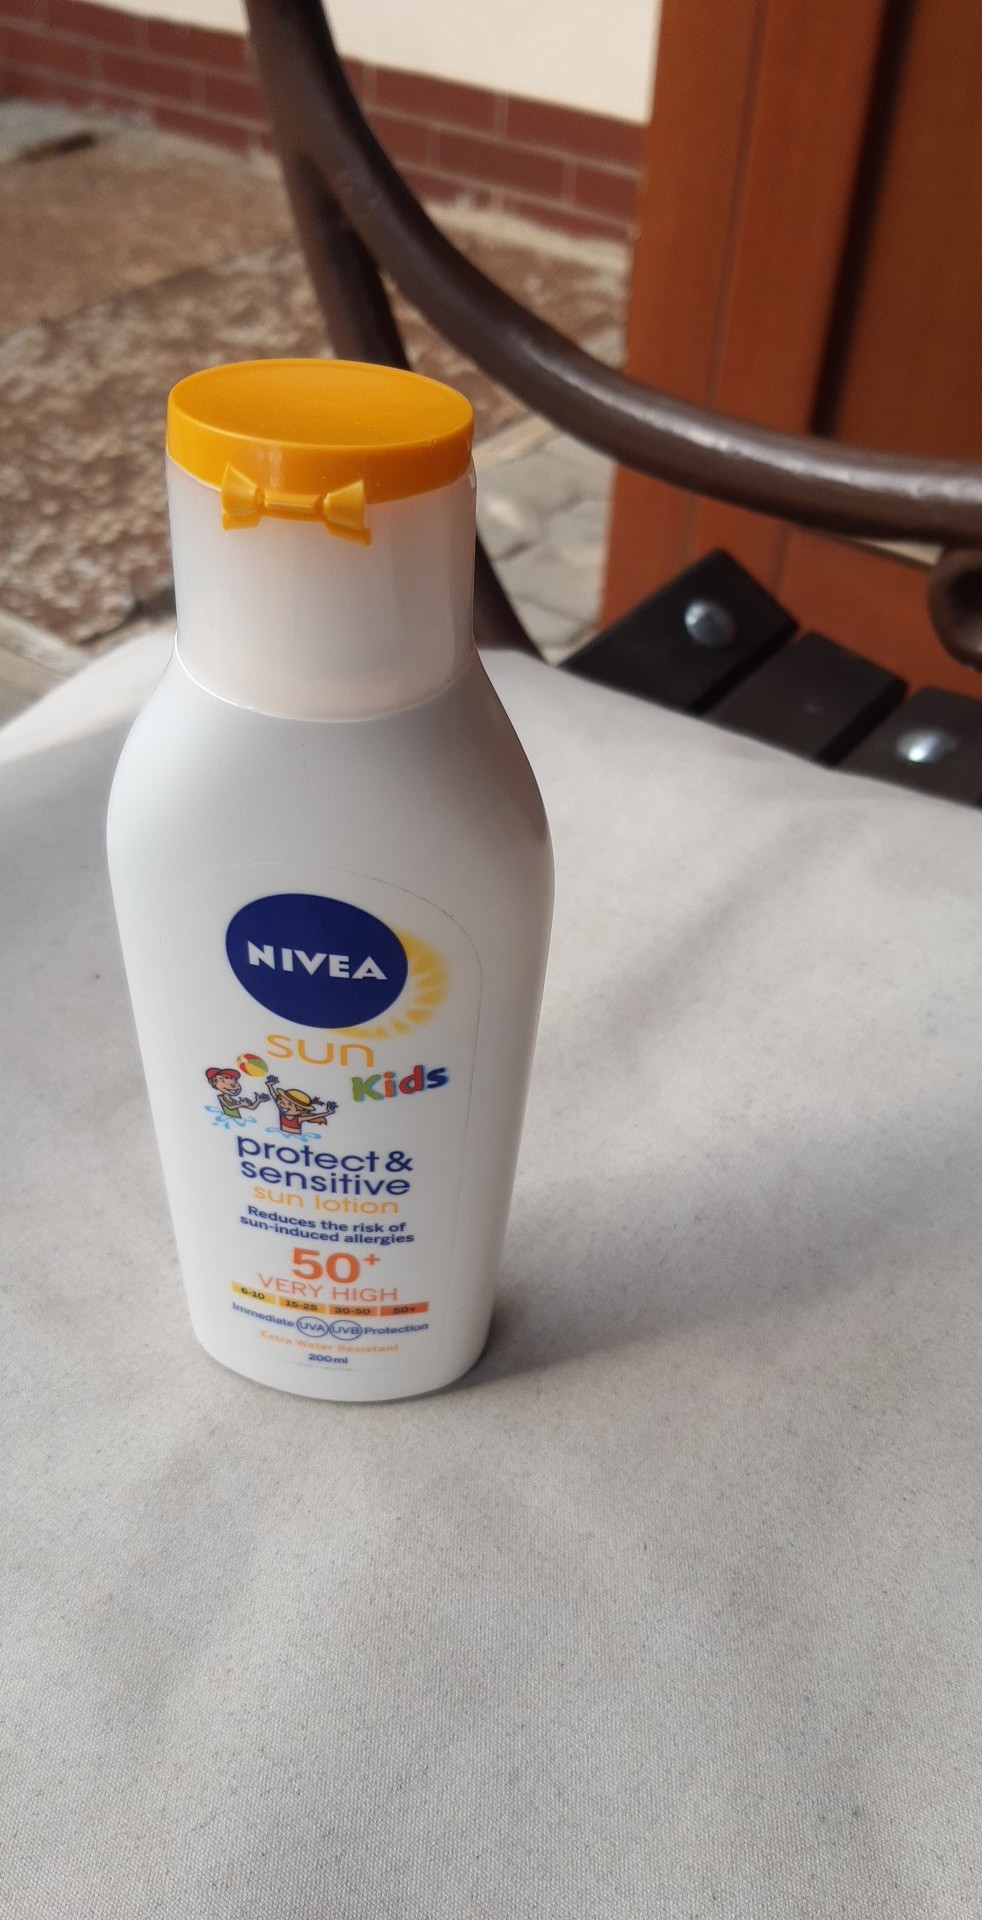 NIVEA
sun
Kids
protect &
sensitive
sun lotion
Reduces the risk of
sun-induced allergies
50+
VERY HIGH
6-10 15-25 30-50 50+
Immediate UVA UVB Protection
Extra Water Resistant
200ml